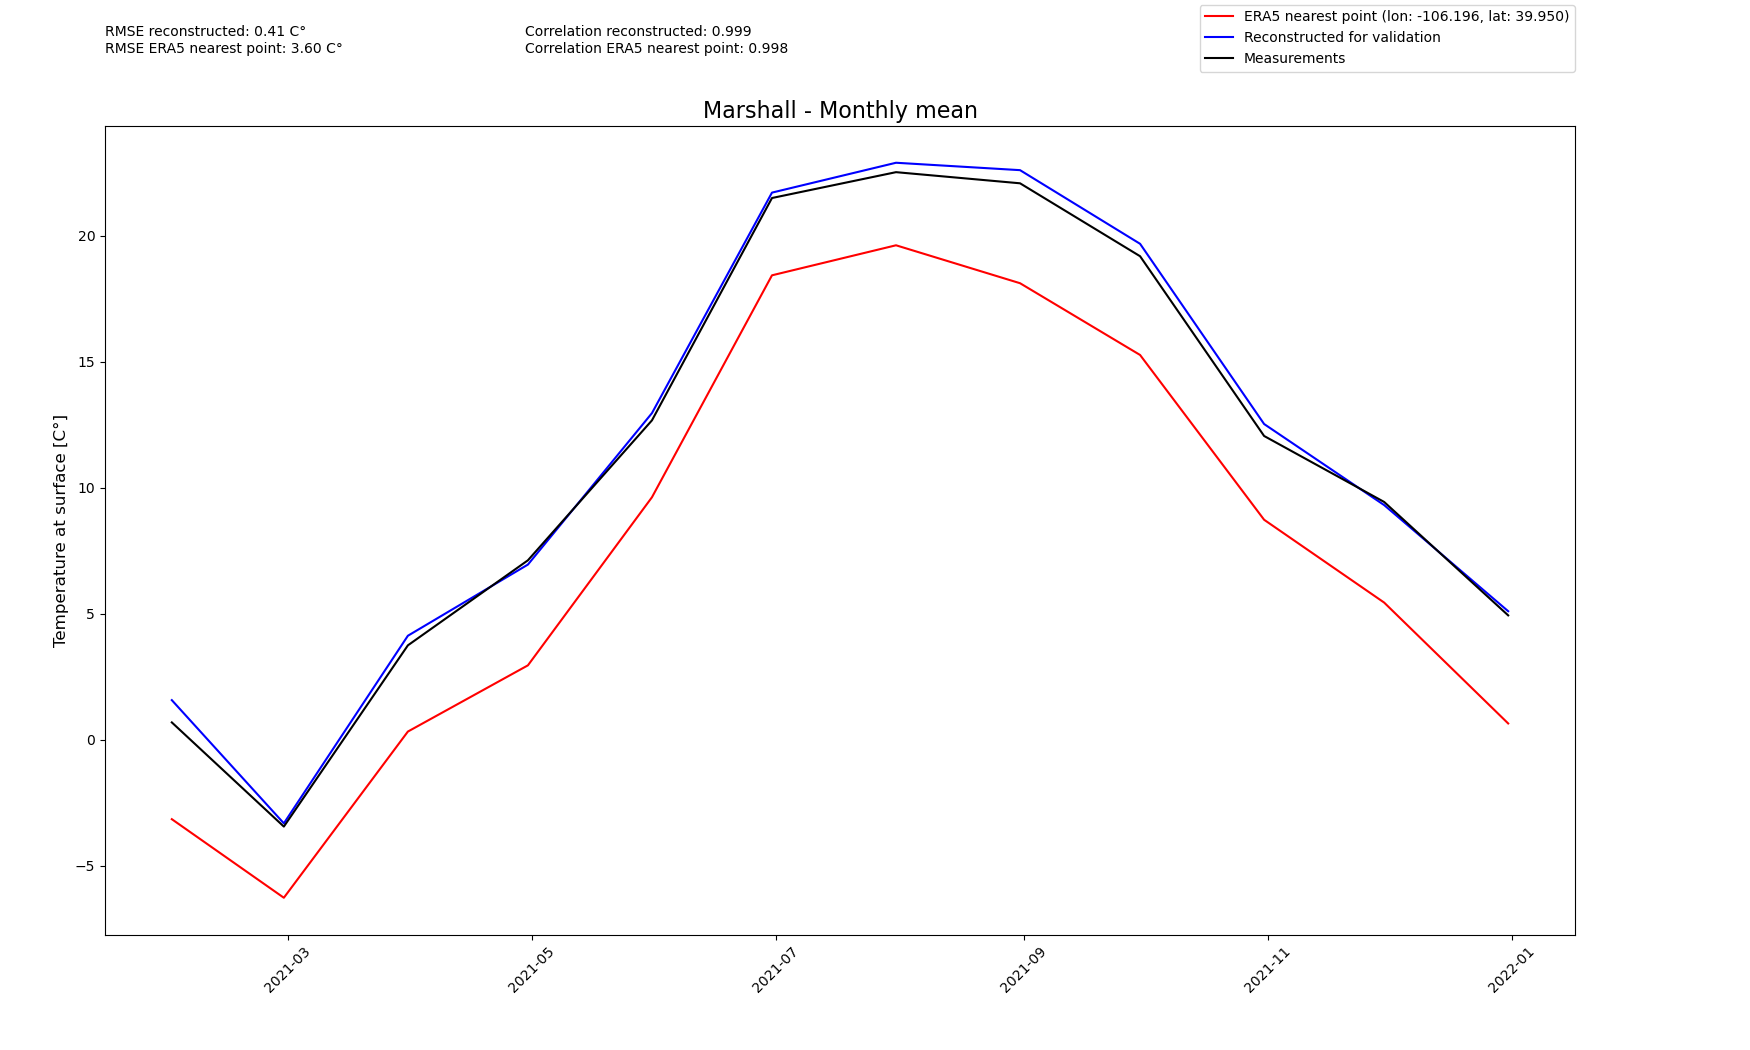 RMSE reconstructed: 0.41 C°
RMSE ERA5 nearest point: 3.60 C°
Correlation reconstructed: 0.999
Correlation ERA5 nearest point: 0.998
ERA5 nearest point (lon: -106.196, lat: 39.950)
Reconstructed for validation
Measurements
Marshall - Monthly mean
Temperature at surface [C°]
20
15
10
5
0
−5
2021-03
2021-05
2021-07
2021-09
2021-11
2022-01